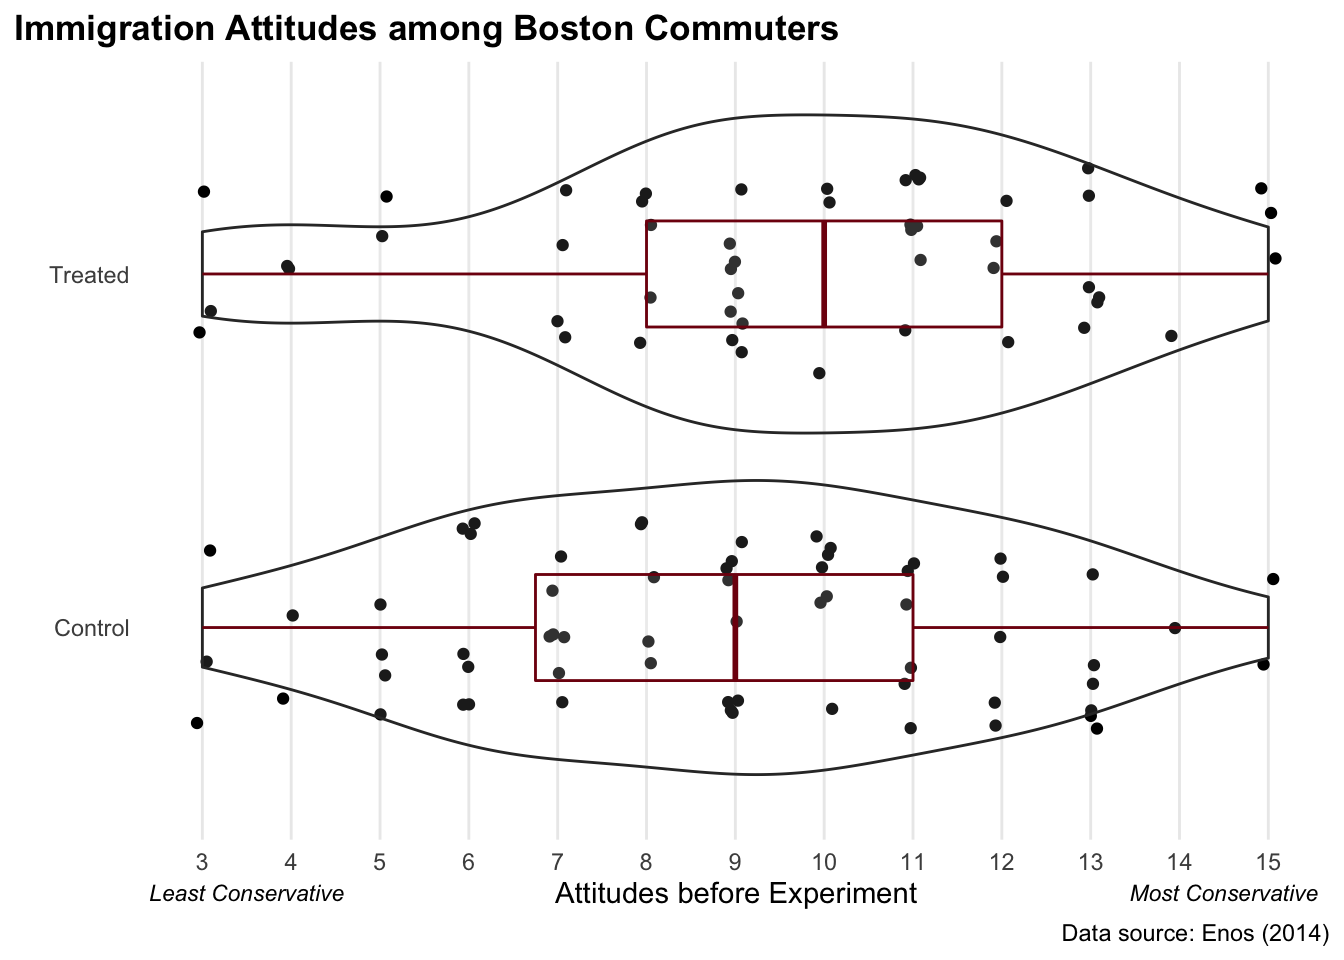 Immigration Attitudes among Boston Commuters
Treated
Control
3 4 5 6 7 8 9 10 11 12 13 14 15
Least Conservative Attitudes before Experiment Most Conservative
Data source: Enos (2014)